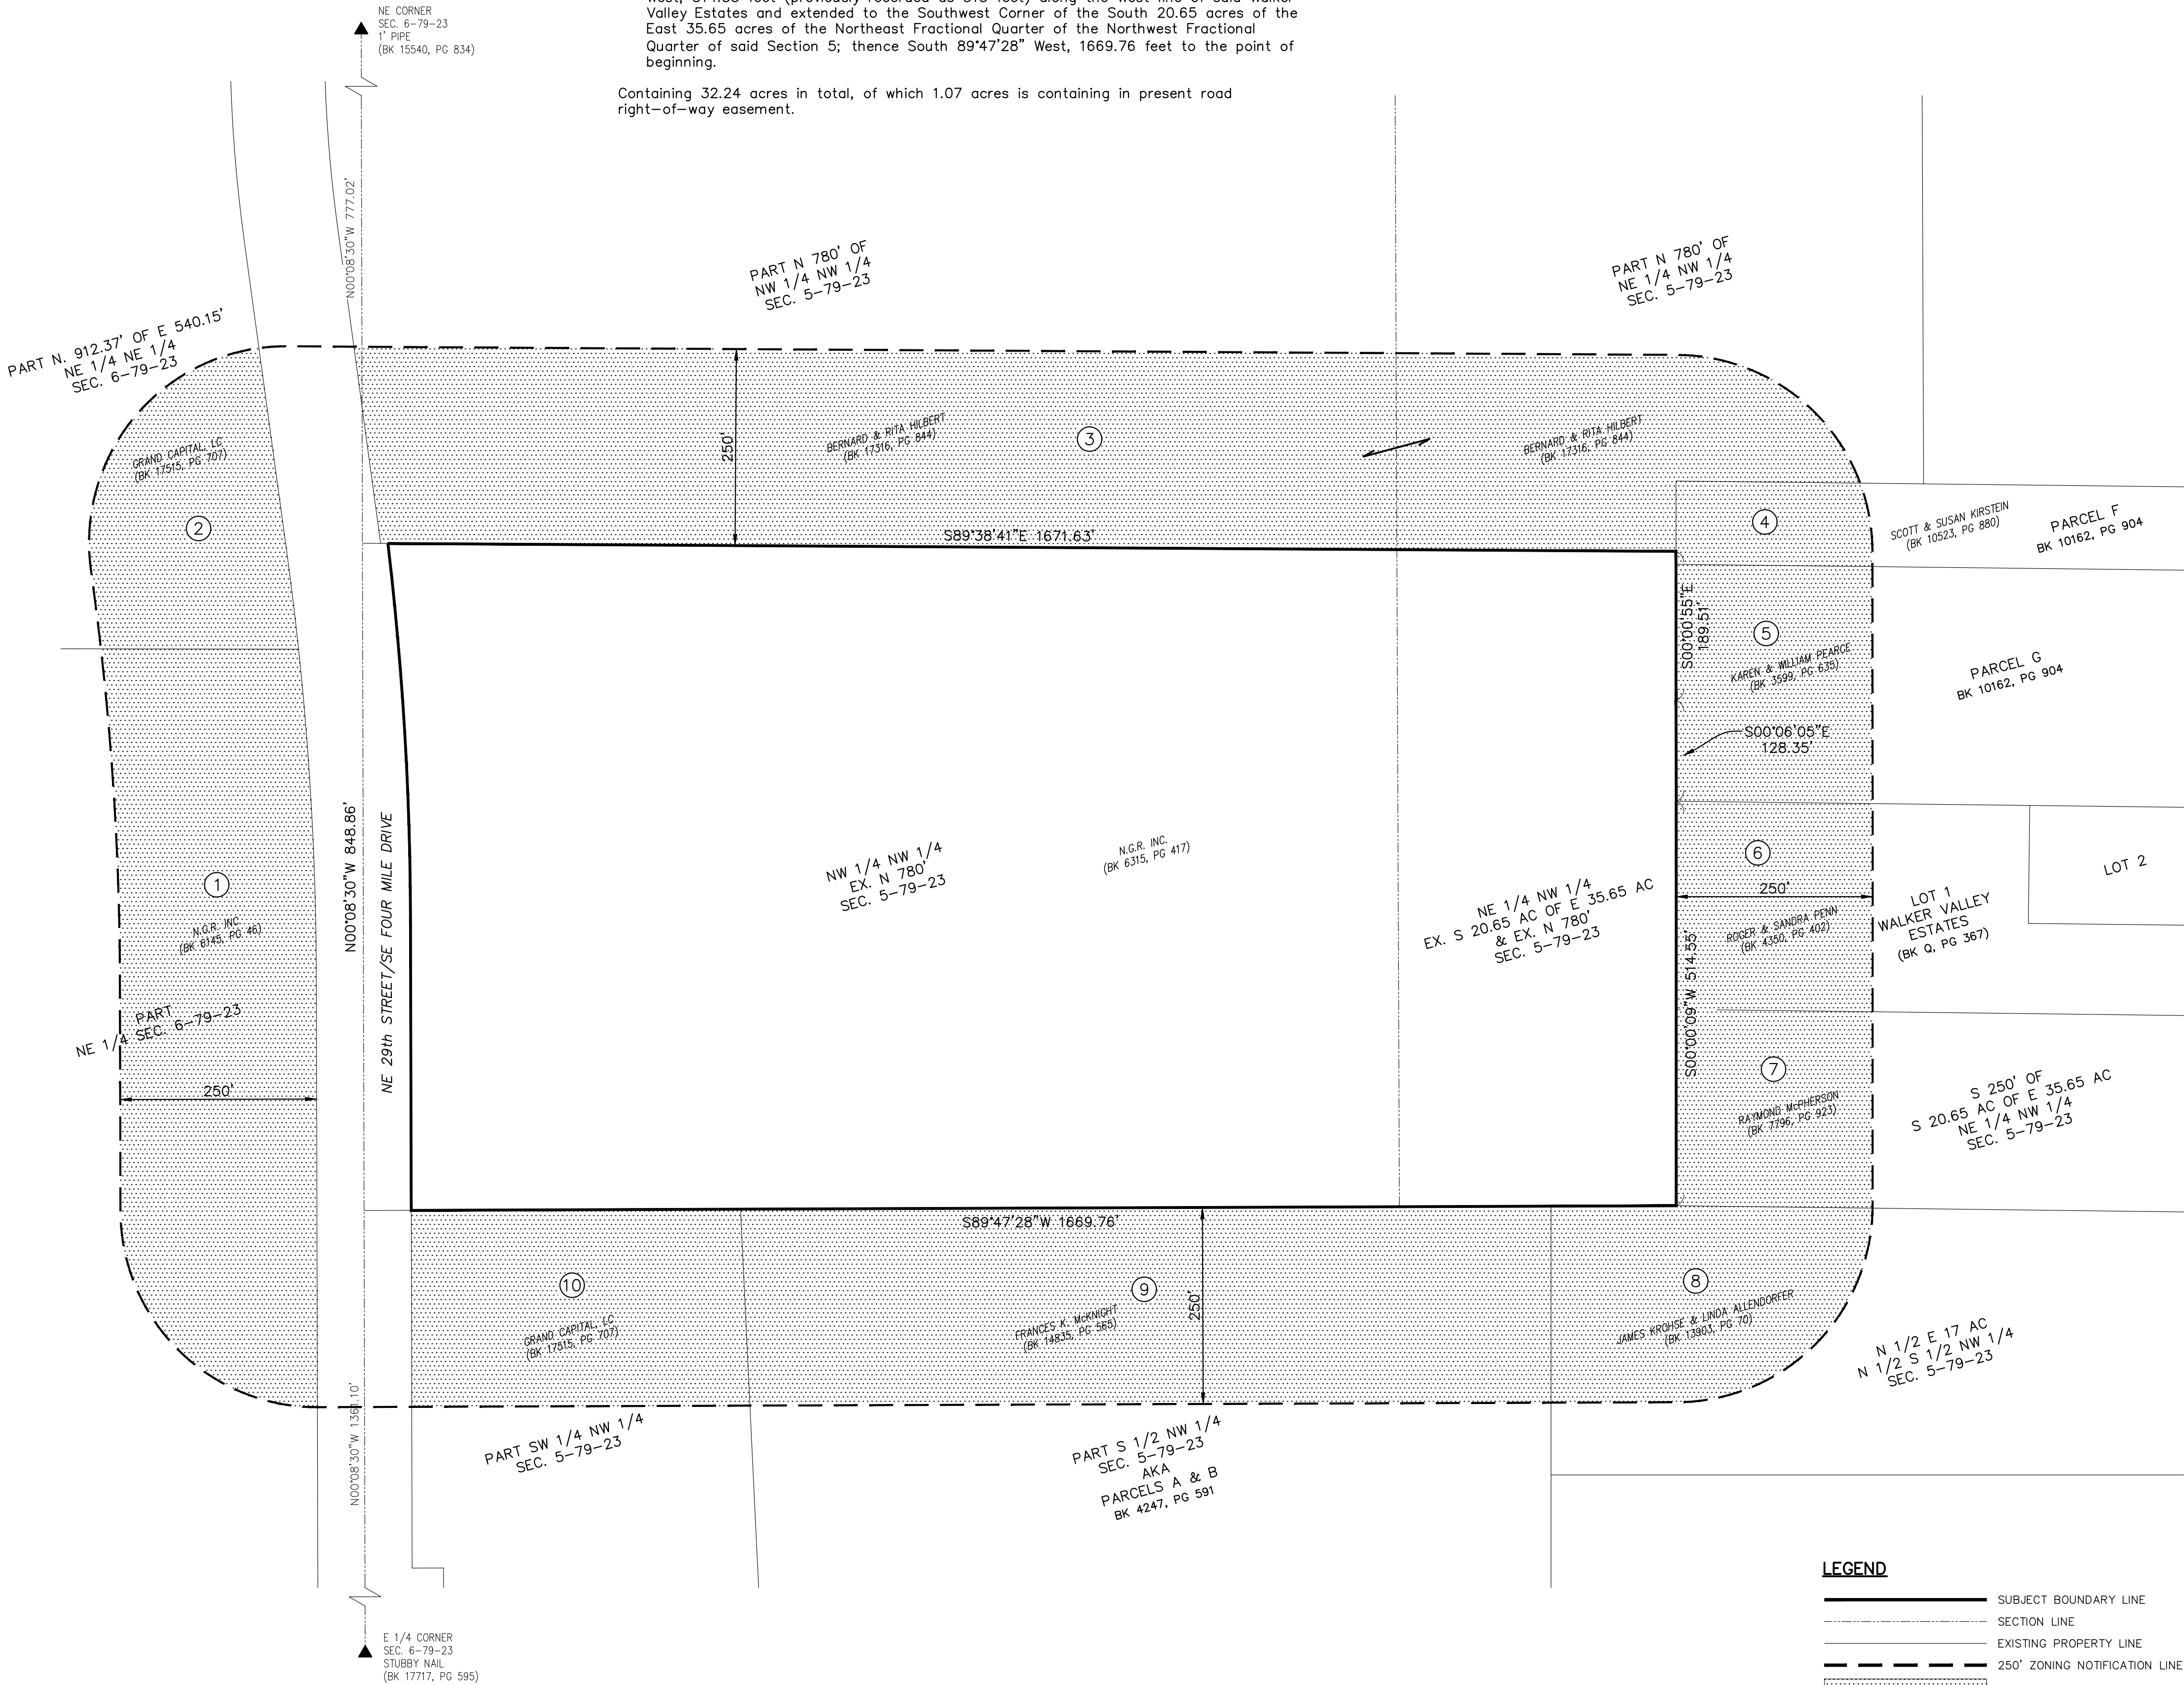 NE CORNER
SEC. 6-79-23
1' PIPE
(BK 15540, PG 834)
Valley Estates and extended to the Southwest Corner of the South 20.65 acres of the
East 35.65 acres of the Northeast Fractional Quarter of the Northwest Fractional
Quarter of said Section 5; thence South 89°47'28" West, 1669.76 feet to the point of
beginning.
Containing 32.24 acres in total, of which 1.07 acres is containing in present road
right-of-way easement.
N00°08'30"W 777.02'
PART N 780' OF
NW 1/4 NW 1/4
SEC. 5-79-23
PART N 780' OF
NE 1/4 NW 1/4
SEC. 5-79-23
PART N. 912.37' OF E 540.15'
NE 1/4 NE 1/4
SEC. 6-79-23
GRAND CAPITAL, LC
(BK 17515, PG 707)
2
250'
BERNARD & RITA HILBERT
(BK 17316, PG 844)
3
BERNARD & RITA HILBERT
(BK 17316, PG 844)
S89°38'41"E 1671.63'
4
SCOTT & SUSAN KIRSTEIN
(BK 10523, PG 880)
PARCEL F
BK 10162, PG 904
S00°00'55"E
189.51'
5
KAREN & WILLIAM PEARCE
(BK 3599, PG 635)
PARCEL G
BK 10162, PG 904
S00°06'05"E
128.35'
N00°08'30"W 848.86'
NE 29th STREET/SE FOUR MILE DRIVE
1
N.G.R. INC.
(BK 6145, PG 46)
PART
NE 1/4 SEC. 6-79-23
250'
NW 1/4 NW 1/4
EX. N 780'
SEC. 5-79-23
N.G.R. INC.
(BK 6315, PG 417)
NE 1/4 NW 1/4
EX. S 20.65 AC OF E 35.65 AC
& EX. N 780'
SEC. 5-79-23
6
250'
ROGER & SANDRA PENN
(BK 4350, PG 402)
LOT 1
WALKER VALLEY
ESTATES
(BK Q, PG 367)
LOT 2
S00°00'09"W 514.55'
7
RAYMOND McPHERSON
(BK 7796, PG 923)
S 250' OF
S 20.65 AC OF E 35.65 AC
NE 1/4 NW 1/4
SEC. 5-79-23
S89°47'28"W 1669.76'
10
GRAND CAPITAL, LC
(BK 17515, PG 707)
9
FRANCES K. McKNIGHT
(BK 14835, PG 565)
250'
8
JAMES KROHSE & LINDA ALLENDORFER
(BK 13903, PG 70)
N 1/2 E 17 AC
N 1/2 S 1/2 NW 1/4
SEC. 5-79-23
N00°08'30"W 1361.10'
PART SW 1/4 NW 1/4
SEC. 5-79-23
PART S 1/2 NW 1/4
SEC. 5-79-23
AKA
PARCELS A & B
BK 4247, PG 591
E 1/4 CORNER
SEC. 6-79-23
STUBBY NAIL
(BK 17717, PG 595)
LEGEND
SUBJECT BOUNDARY LINE
SECTION LINE
EXISTING PROPERTY LINE
250' ZONING NOTIFICATION LINE